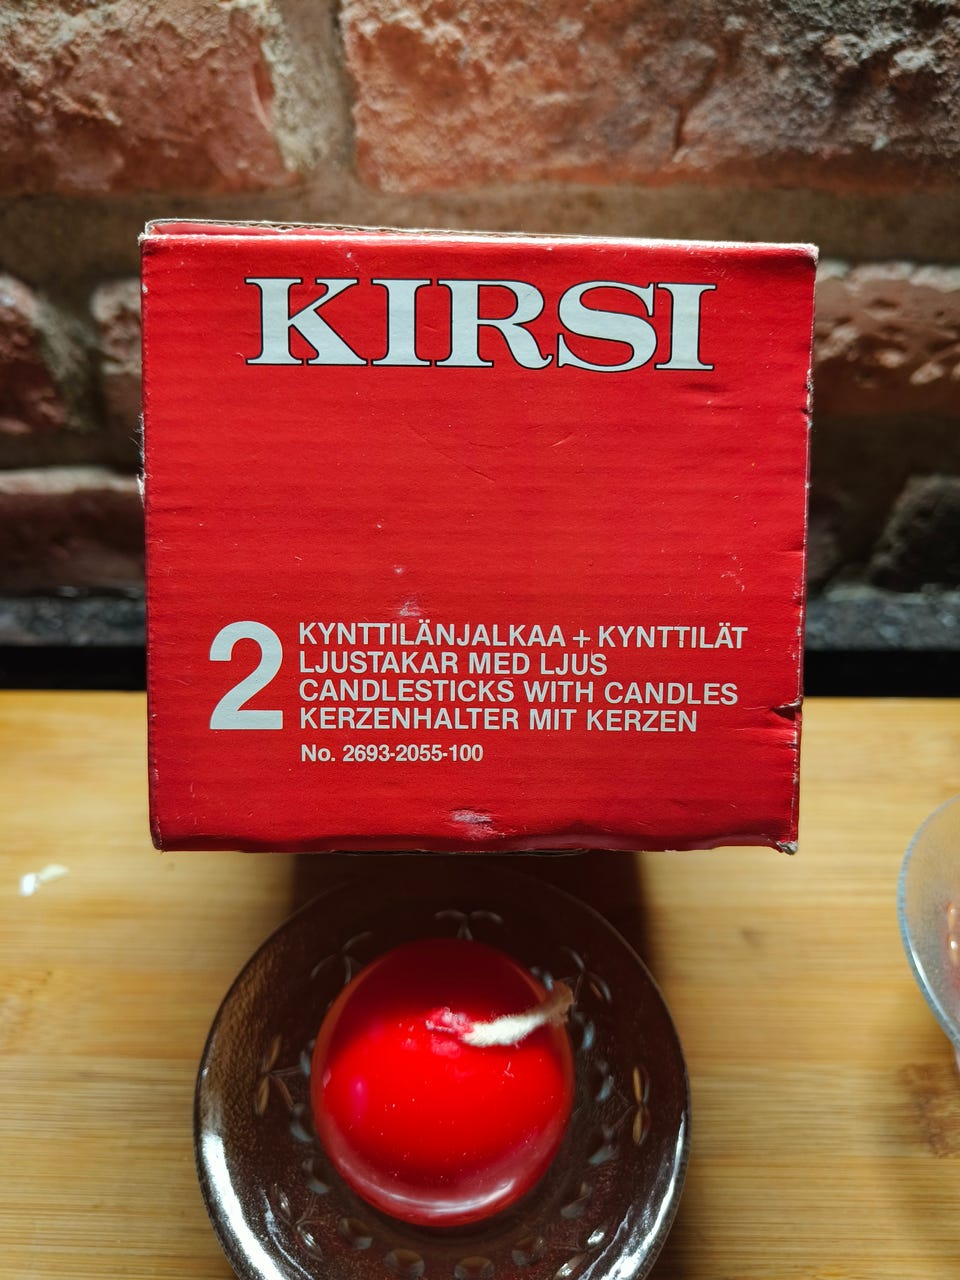 KIRSI
2 KYNTTILÄNJALKAA + KYNTTILÄT
LJUSTAKAR MED LJUS
CANDLESTICKS WITH CANDLES
KERZENHALTER MIT KERZEN
No. 2693-2055-100